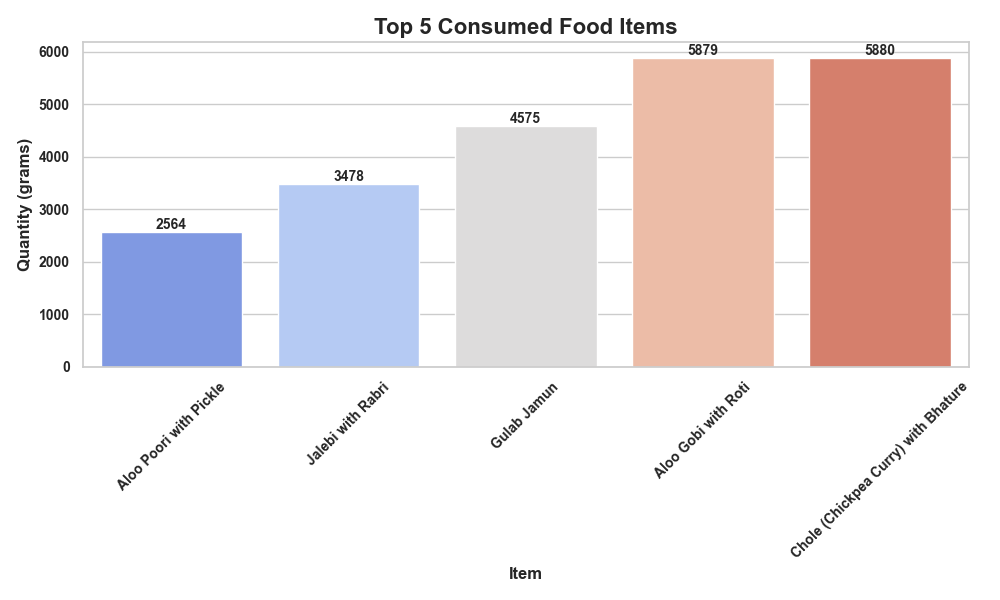 Top 5 Consumed Food Items
Quantity (grams)
6000
5000
4000
3000
2000
1000
0
2564
3478
4575
5879
5880
Aloo Poori with Pickle
Jalebi with Rabri
Gulab Jamun
Aloo Gobi with Roti
Chole (Chickpea Curry) with Bhature
Item